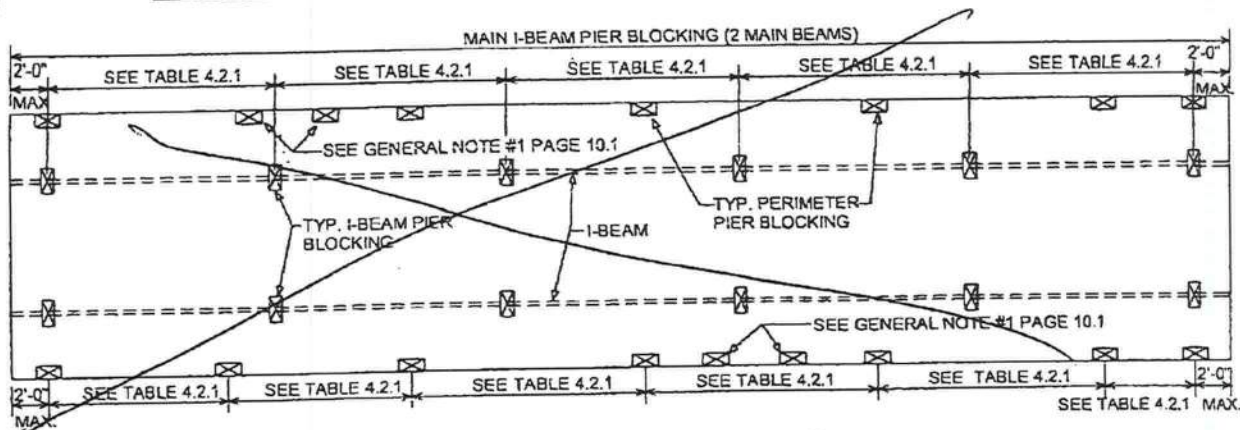 MAIN I-BEAM PIER BLOCKING (2 MAIN BEAMS)
2'-0" SEE TABLE 4.2.1 SEE TABLE 4.2.1 SEE TABLE 4.2.1 SEE TABLE 4.2.1 SEE TABLE 4.2.1 2'-0"
MAX. MAX.
SEE GENERAL NOTE #1 PAGE 10.1
TYP. PERIMETER
PIER BLOCKING
TYP. I-BEAM PIER
BLOCKING
I-BEAM
SEE GENERAL NOTE #1 PAGE 10.1
2'-0" SEE TABLE 4.2.1 SEE TABLE 4.2.1 SEE TABLE 4.2.1 SEE TABLE 4.2.1 SEE TABLE 4.2.1 2'-0"
MAX. SEE TABLE 4.2.1 MAX.